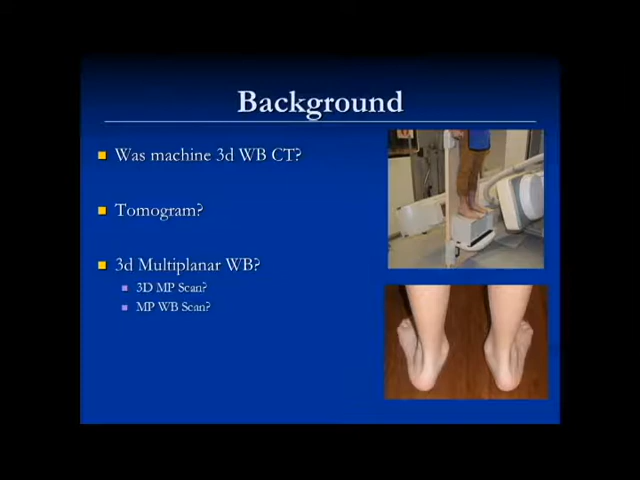 Background
Was machine 3d WB CT?
Tomogram?
3d Multiplanar WB?
3D MP Scan?
MP WB Scan?